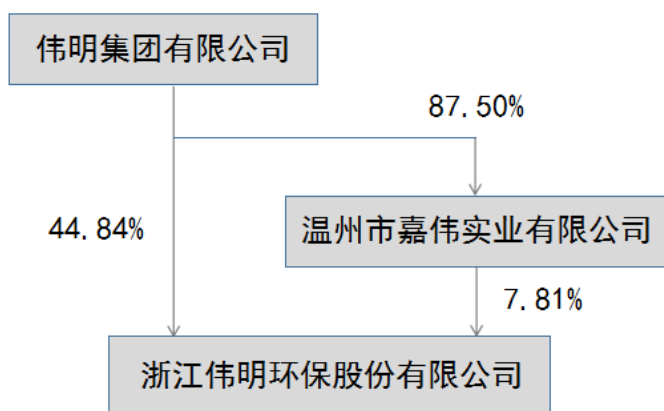 伟明集团有限公司
87.50%
44.84%
温州市嘉伟实业有限公司
7.81%
浙江伟明环保股份有限公司